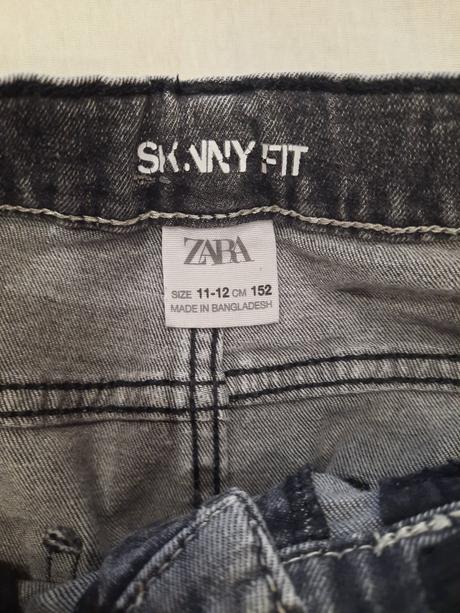 SKINNY FIT
ZARA
SIZE 11-12 CM 152
MADE IN BANGLADESH